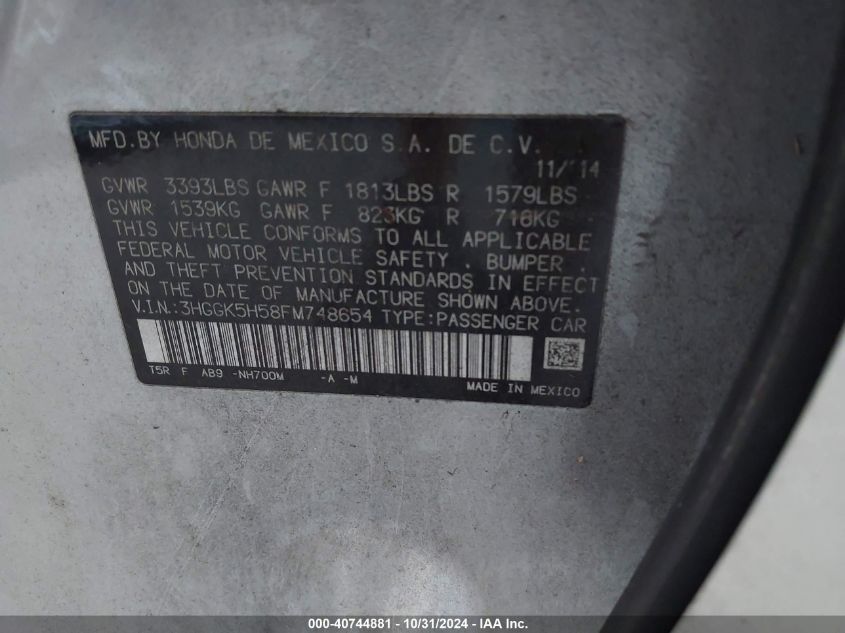 MFD.BY HONDA DE MEXICO S.A. DE C.V.
11/'14
GVWR 3393LBS GAWR F 1813LBS R 1579LBS
GVWR 1539KG GAWR F 823KG R 716KG
THIS VEHICLE CONFORMS TO ALL APPLICABLE
FEDERAL MOTOR VEHICLE SAFETY , BUMPER ,
AND THEFT PREVENTION STANDARDS IN EFFECT
ON THE DATE OF MANUFACTURE SHOWN ABOVE.
V.I.N.:3HGGK5H58FM748654 TYPE:PASSENGER CAR
T5R F AB9 -NH700M -A -M MADE IN MEXICO
000-40744881 - 10/31/2024 - IAA Inc.